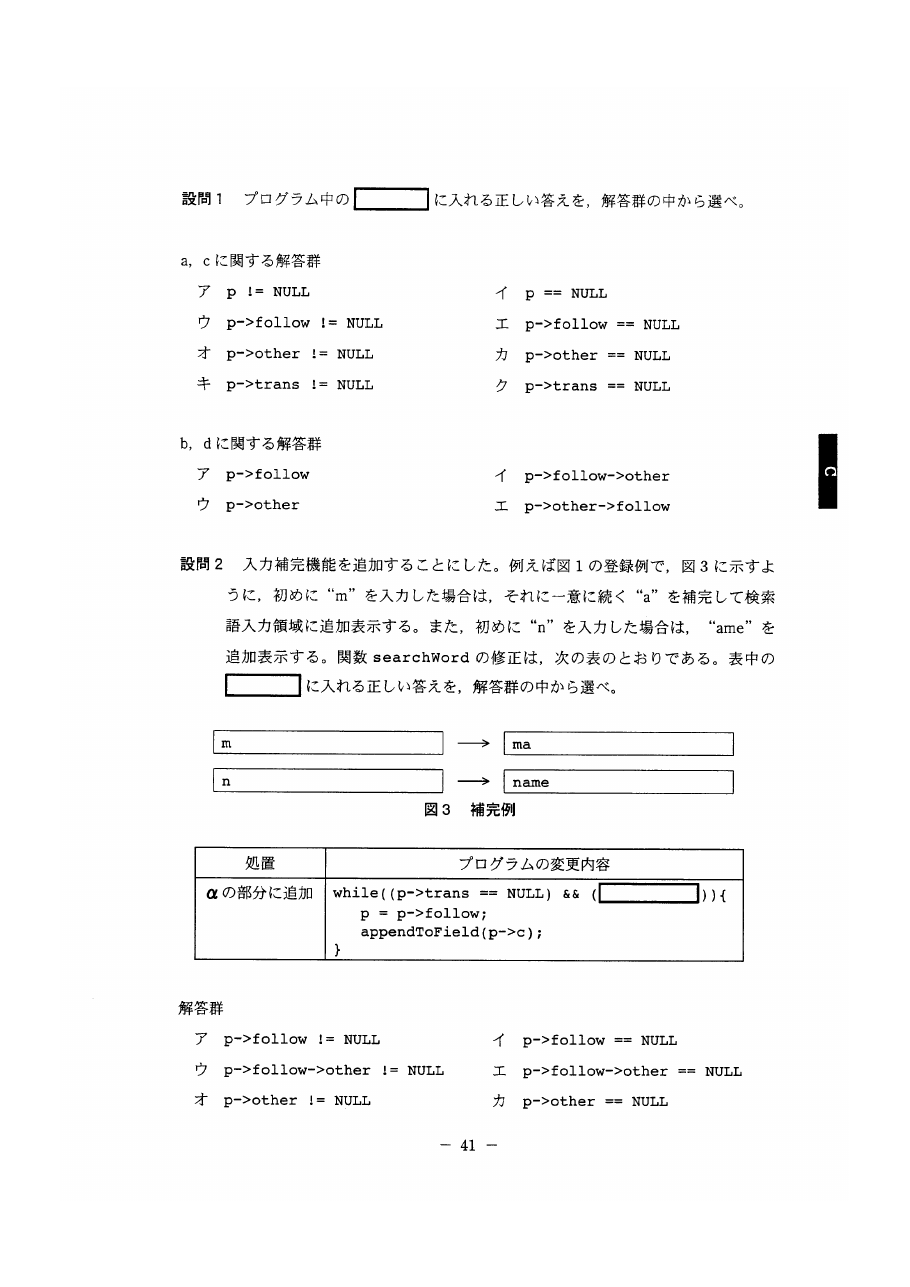 設問1 プログラム中の に入れる正しい答えを，解答群の中から選べ。
a，cに関する解答群
ア p != NULL イ p == NULL
ウ p->follow != NULL エ p->follow == NULL
オ p->other != NULL カ p->other == NULL
キ p->trans != NULL ク p->trans == NULL
b，dに関する解答群
ア p->follow イ p->follow->other
ウ p->other エ p->other->follow
C
設問2 入力補完機能を追加することにした。例えば図1の登録例で，図3に示すよ
うに，初めに“m”を入力した場合は，それに一意に続く“a”を補完して検索
語入力領域に追加表示する。また，初めに“n”を入力した場合は，“ame”を
追加表示する。関数 searchWord の修正は，次の表のとおりである。表中の
に入れる正しい答えを，解答群の中から選べ。
m → ma
n → name
図3 補完例
処置 プログラムの変更内容
αの部分に追加 while((p->trans == NULL) && ( )){
p = p->follow;
appendToField(p->c);
}
解答群
ア p->follow != NULL イ p->follow == NULL
ウ p->follow->other != NULL エ p->follow->other == NULL
オ p->other != NULL カ p->other == NULL
− 41 −